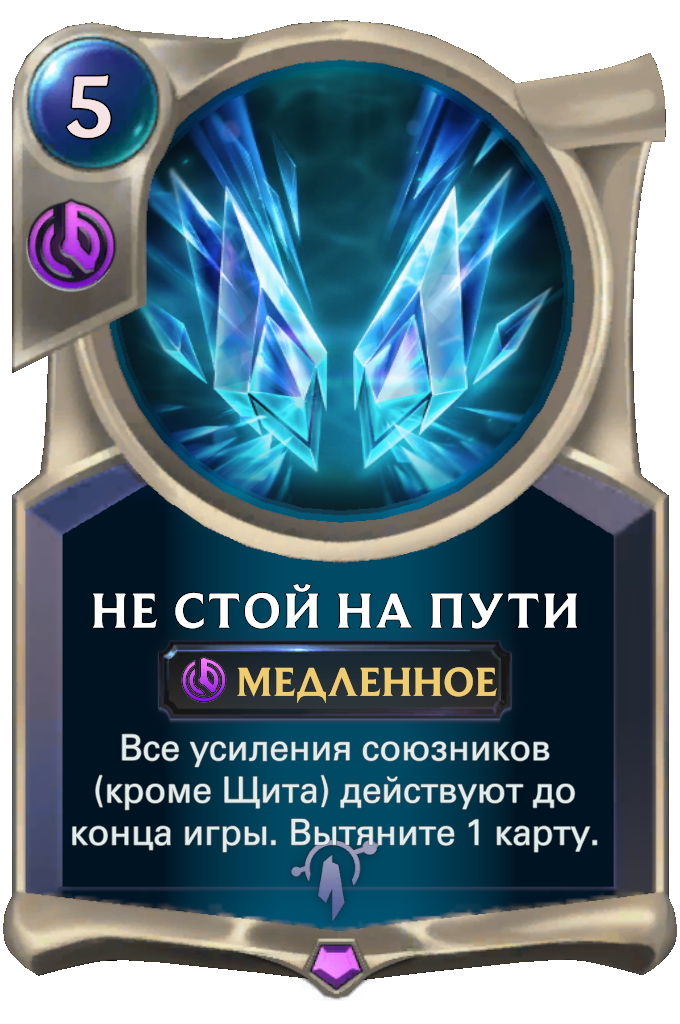 5
НЕ СТОЙ НА ПУТИ
МЕДЛЕННОЕ
Все усиления союзников
(кроме Щита) действуют до
конца игры. Вытяните 1 карту.